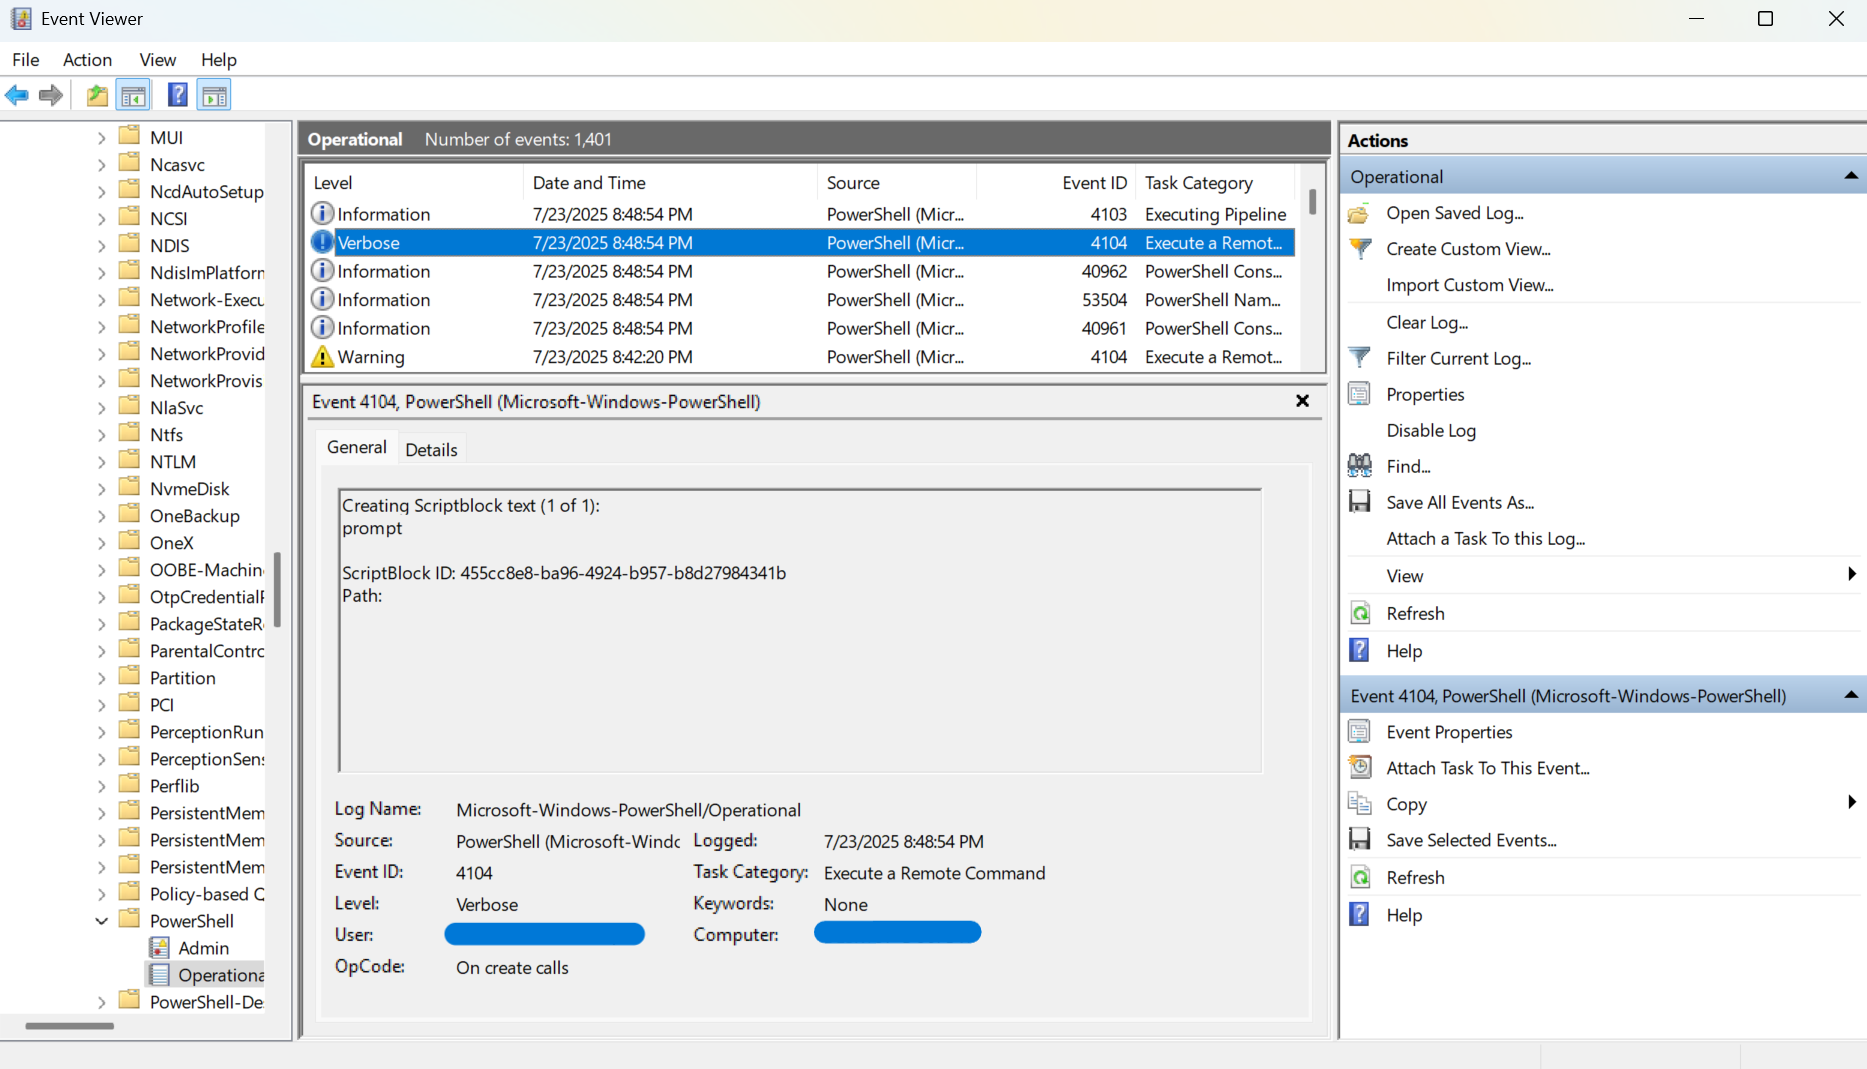 Event Viewer
File Action View Help
MUI
Ncasvc
NcdAutoSetup
NCSI
NDIS
NdisImPlatforn
Network-Execu
NetworkProfile
NetworkProvid
NetworkProvis
NlaSvc
Ntfs
NTLM
NvmeDisk
OneBackup
OneX
OOBE-Machin
OtpCredentialF
PackageStateR
ParentalContro
Partition
PCI
PerceptionRun
PerceptionSens
Perflib
PersistentMem
PersistentMem
PersistentMem
Policy-based Q
PowerShell
Admin
Operationa
PowerShell-De
Operational Number of events: 1,401
Level Date and Time Source Event ID Task Category
Information 7/23/2025 8:48:54 PM PowerShell (Micr... 4103 Executing Pipeline
Verbose 7/23/2025 8:48:54 PM PowerShell (Micr... 4104 Execute a Remot...
Information 7/23/2025 8:48:54 PM PowerShell (Micr... 40962 PowerShell Cons...
Information 7/23/2025 8:48:54 PM PowerShell (Micr... 53504 PowerShell Nam...
Information 7/23/2025 8:48:54 PM PowerShell (Micr... 40961 PowerShell Cons...
Warning 7/23/2025 8:42:20 PM PowerShell (Micr... 4104 Execute a Remot...
Event 4104, PowerShell (Microsoft-Windows-PowerShell)
General Details
Creating Scriptblock text (1 of 1):
prompt
ScriptBlock ID: 455cc8e8-ba96-4924-b957-b8d27984341b
Path:
Log Name: Microsoft-Windows-PowerShell/Operational
Source: PowerShell (Microsoft-Windo Logged: 7/23/2025 8:48:54 PM
Event ID: 4104 Task Category: Execute a Remote Command
Level: Verbose Keywords: None
User: Computer:
OpCode: On create calls
Actions
Operational
Open Saved Log...
Create Custom View...
Import Custom View...
Clear Log...
Filter Current Log...
Properties
Disable Log
Find...
Save All Events As...
Attach a Task To this Log...
View
Refresh
Help
Event 4104, PowerShell (Microsoft-Windows-PowerShell)
Event Properties
Attach Task To This Event...
Copy
Save Selected Events...
Refresh
Help